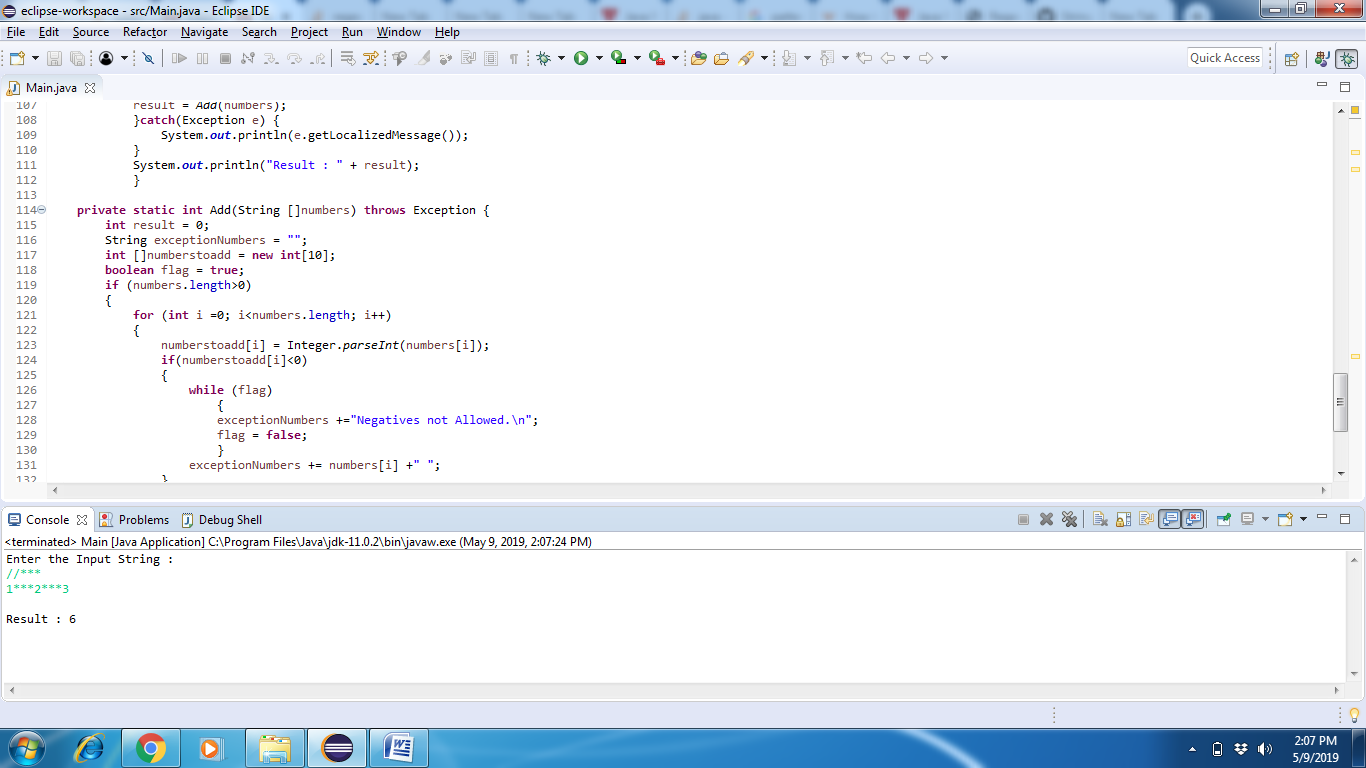 eclipse-workspace - src/Main.java - Eclipse IDE
File Edit Source Refactor Navigate Search Project Run Window Help
Quick Access
Main.java
107 result = Add(numbers);
108 }catch(Exception e) {
109 System.out.println(e.getLocalizedMessage());
110 }
111 System.out.println("Result : " + result);
112 }
113
114 private static int Add(String []numbers) throws Exception {
115 int result = 0;
116 String exceptionNumbers = "";
117 int []numberstoadd = new int[10];
118 boolean flag = true;
119 if (numbers.length>0)
120 {
121 for (int i =0; i<numbers.length; i++)
122 {
123 numberstoadd[i] = Integer.parseInt(numbers[i]);
124 if(numberstoadd[i]<0)
125 {
126 while (flag)
127 {
128 exceptionNumbers +="Negatives not Allowed.\n";
129 flag = false;
130 }
131 exceptionNumbers += numbers[i] +" ";
132 }
Console Problems Debug Shell
<terminated> Main [Java Application] C:\Program Files\Java\jdk-11.0.2\bin\javaw.exe (May 9, 2019, 2:07:24 PM)
Enter the Input String :
//***
1***2***3
Result : 6
2:07 PM
5/9/2019